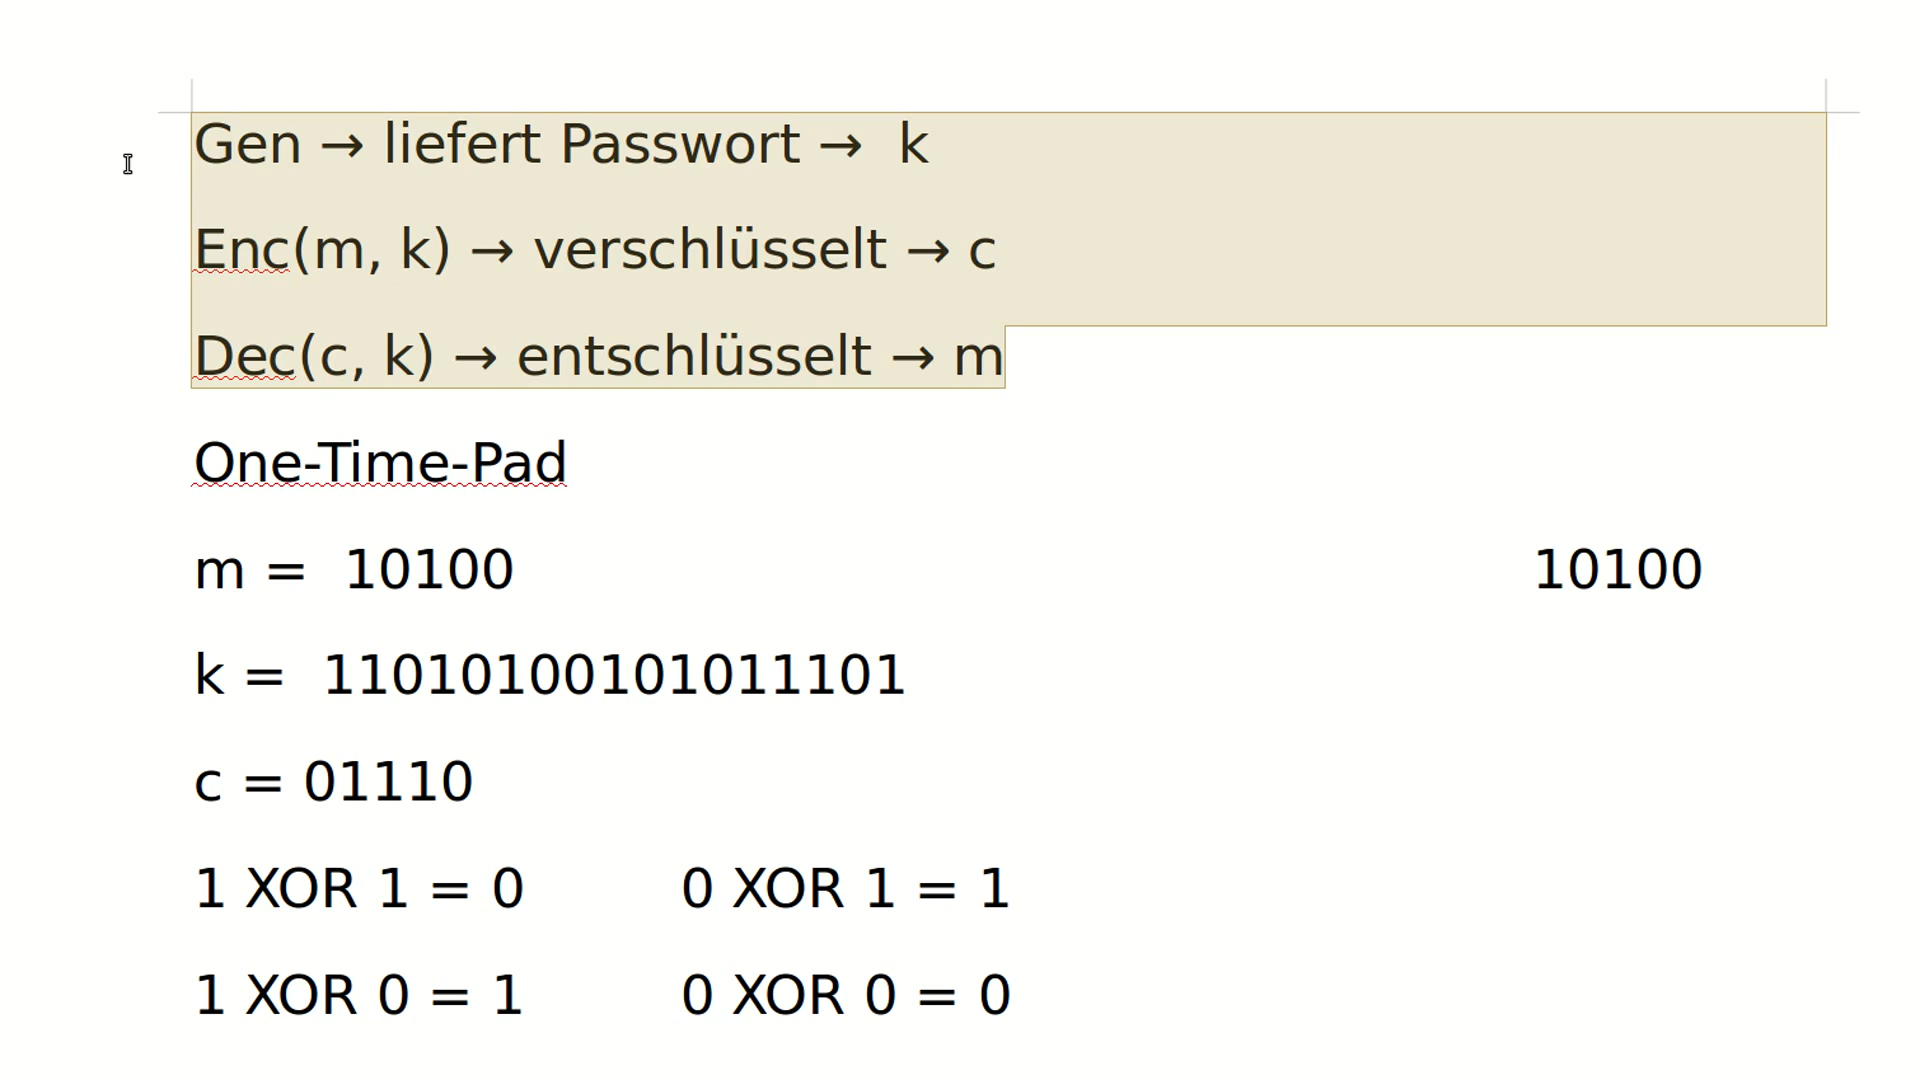 Gen → liefert Passwort → k
Enc(m, k) → verschlüsselt → c
Dec(c, k) → entschlüsselt → m
One-Time-Pad
m = 10100 10100
k = 11010100101011101
c = 01110
1 XOR 1 = 0 0 XOR 1 = 1
1 XOR 0 = 1 0 XOR 0 = 0